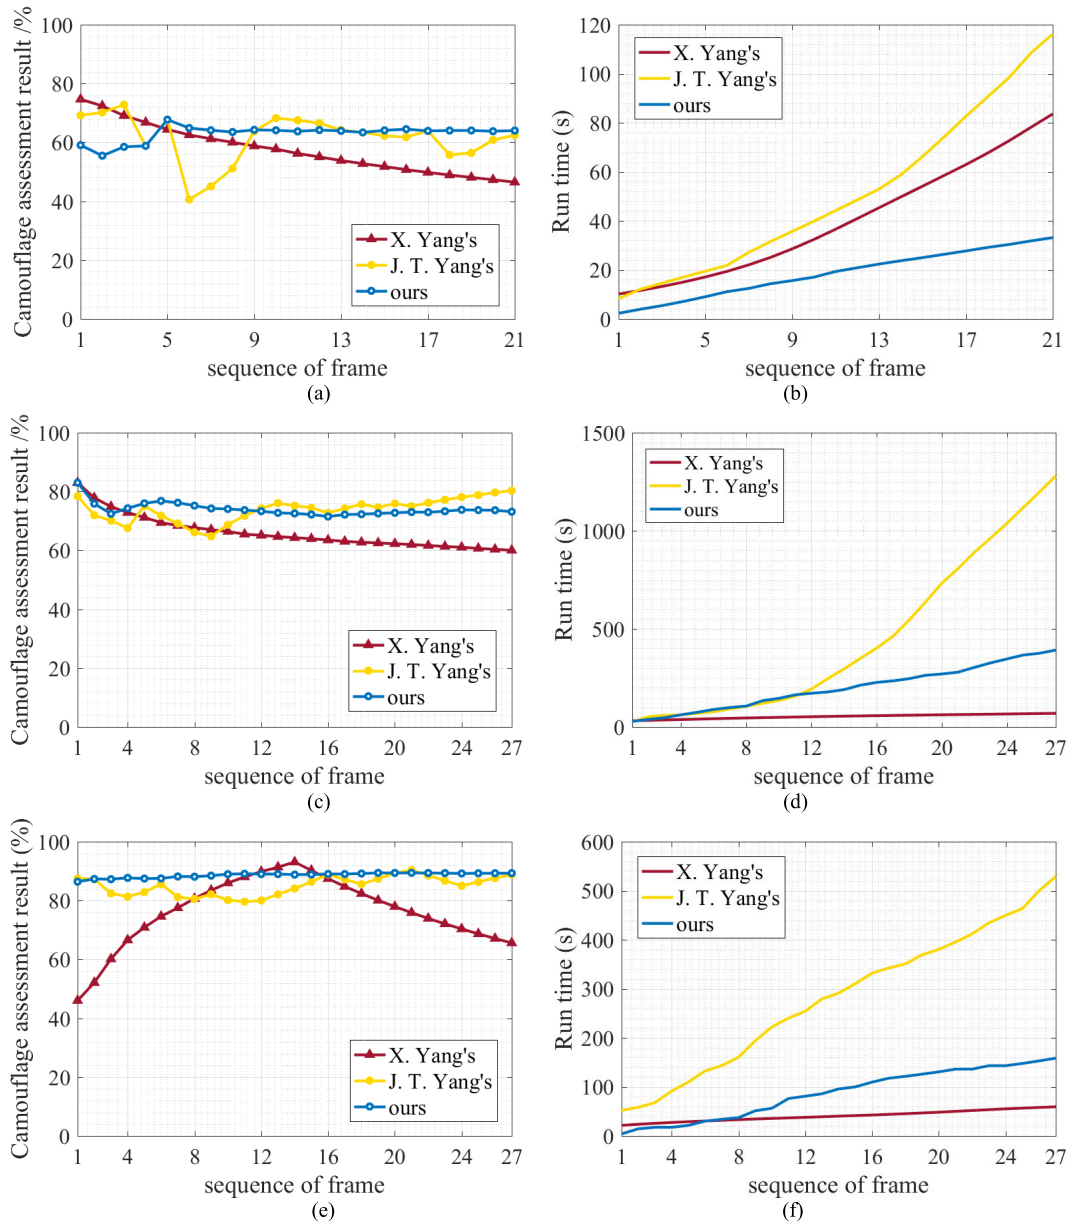 Camouflage assessment result /%
100
80
60
40
20
0
1 5 9 13 17 21
sequence of frame
X. Yang's
J. T. Yang's
ours
(a)
Run time (s)
120
100
80
60
40
20
0
1 5 9 13 17 21
sequence of frame
X. Yang's
J. T. Yang's
ours
(b)
Camouflage assessment result /%
100
80
60
40
20
0
1 4 8 12 16 20 24 27
sequence of frame
X. Yang's
J. T. Yang's
ours
(c)
Run time (s)
1500
1000
500
0
1 4 8 12 16 20 24 27
sequence of frame
X. Yang's
J. T. Yang's
ours
(d)
Camouflage assessment result (%)
100
80
60
40
20
0
1 4 8 12 16 20 24 27
sequence of frame
X. Yang's
J. T. Yang's
ours
(e)
Run time (s)
600
500
400
300
200
100
0
1 4 8 12 16 20 24 27
sequence of frame
X. Yang's
J. T. Yang's
ours
(f)